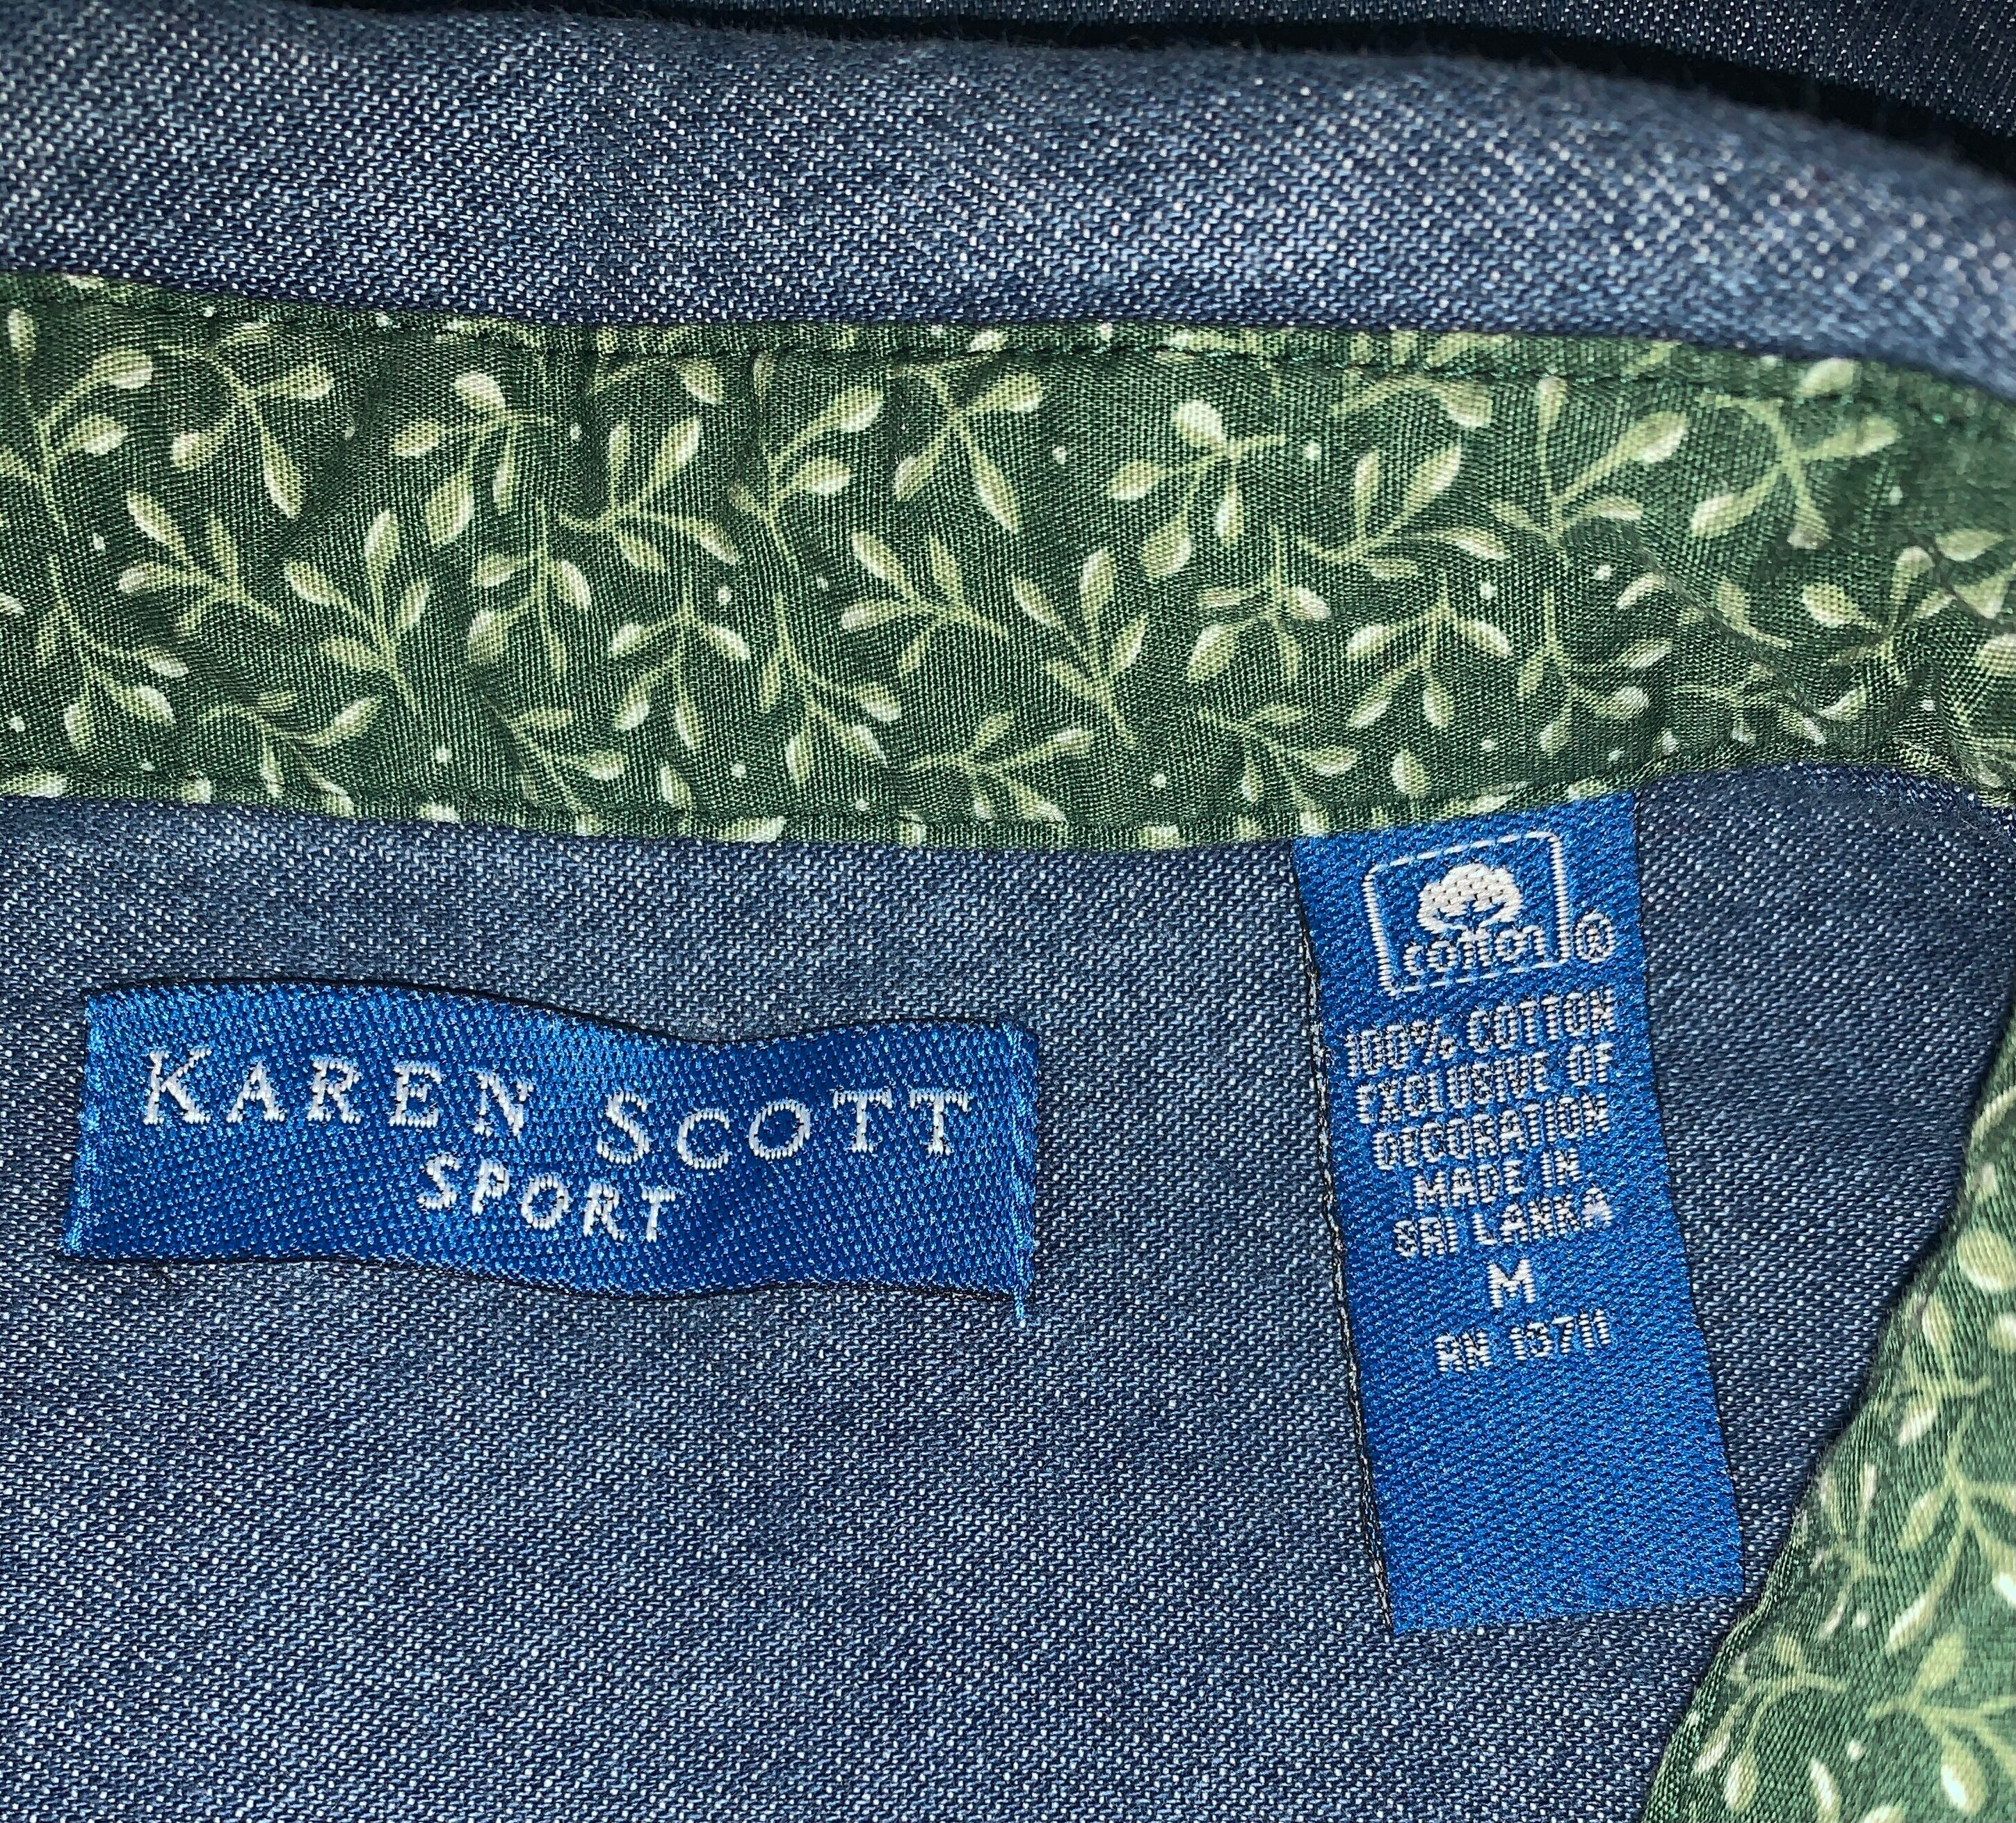 KAREN SCOTT
SPORT
COTTON ®
100% COTTON
EXCLUSIVE OF
DECORATION
MADE IN
SRI LANKA
M
RN 13711